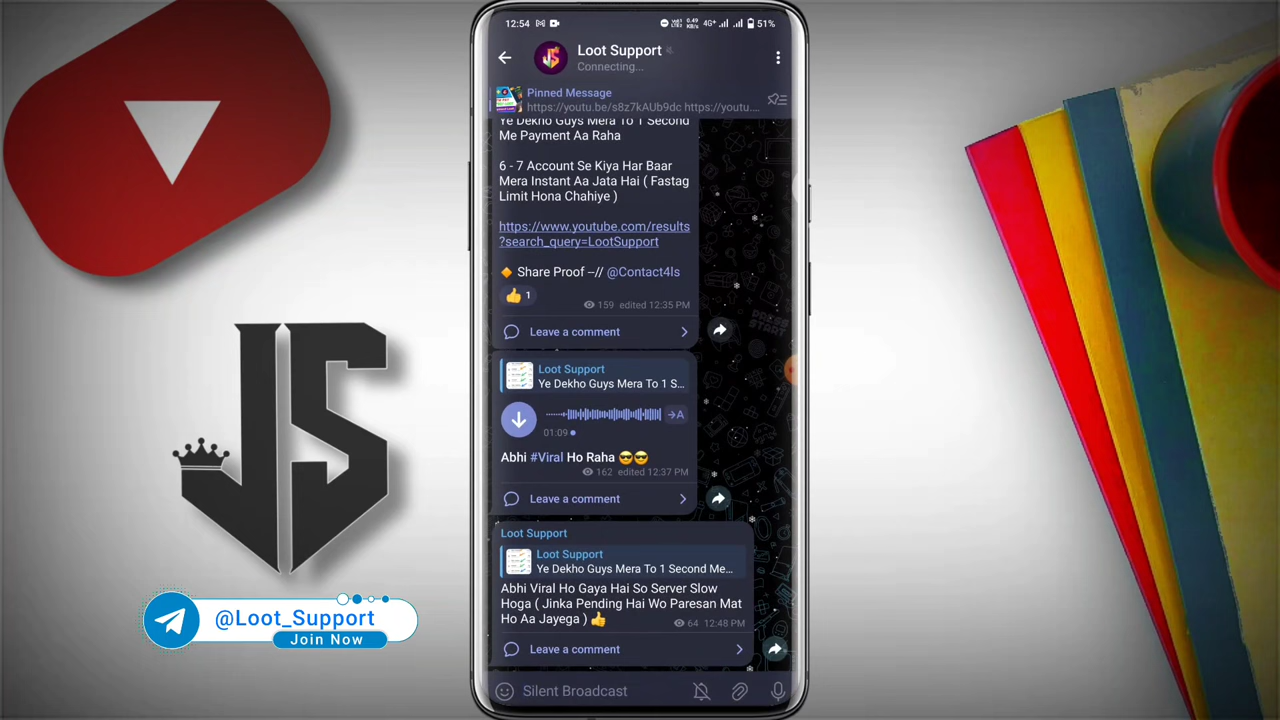 12:54
0.49
KB/s
4G+
51%
Loot Support
Connecting...
Pinned Message
https://youtu.be/s8z7kAUb9dc https://youtu....
Ye Dekho Guys Mera To 1 Second
Me Payment Aa Raha
6 - 7 Account Se Kiya Har Baar
Mera Instant Aa Jata Hai ( Fastag
Limit Hona Chahiye )
https://www.youtube.com/results
?search_query=LootSupport
🔸 Share Proof --// @Contact4ls
👍 1
159 edited 12:35 PM
Leave a comment
Loot Support
Ye Dekho Guys Mera To 1 S...
→A
01:09
Abhi #Viral Ho Raha 😎😎
162 edited 12:37 PM
Leave a comment
Loot Support
Loot Support
Ye Dekho Guys Mera To 1 Second Me...
Abhi Viral Ho Gaya Hai So Server Slow
Hoga ( Jinka Pending Hai Wo Paresan Mat
Ho Aa Jayega ) 👍
64 12:48 PM
Leave a comment
Silent Broadcast
JS
@Loot_Support
Join Now